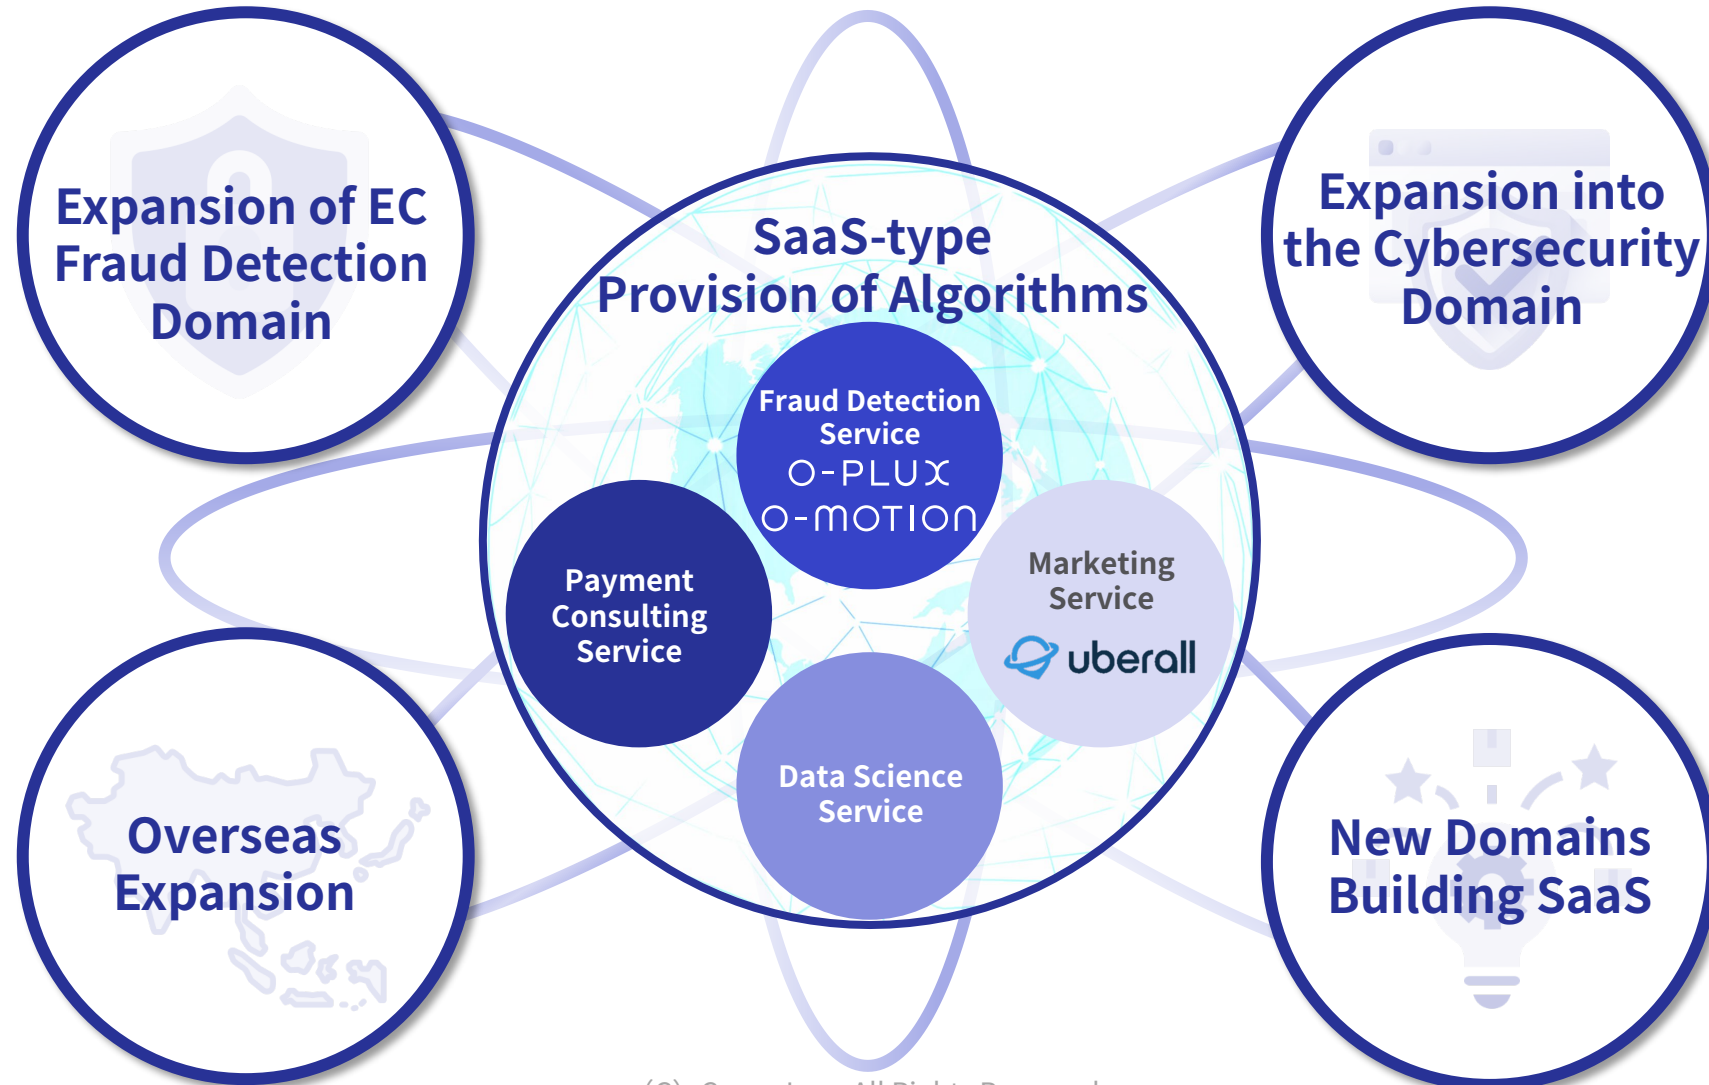 Expansion of EC
Fraud Detection
Domain
Expansion into
the Cybersecurity
Domain
SaaS-type
Provision of Algorithms
Fraud Detection
Service
O-PLUX
O-MOTION
Payment
Consulting
Service
Marketing
Service
uberall
Data Science
Service
Overseas
Expansion
New Domains
Building SaaS